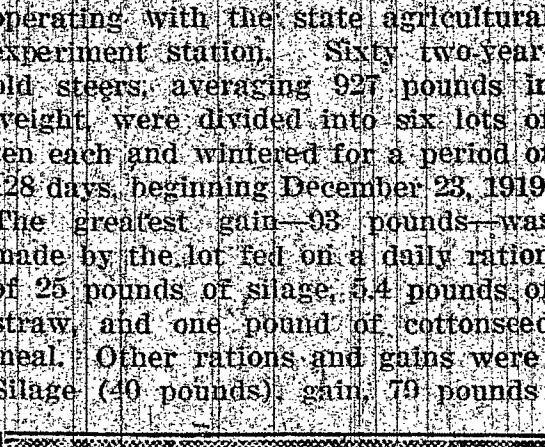 operating with the state agricultural
experiment station. Sixty two-year-
old steers, averaging 927 pounds in
weight, were divided into six lots of
ten each and wintered for a period of
128 days, beginning December 23, 1919.
The greatest gain—93 pounds—was
made by the lot fed on a daily ration
of 25 pounds of silage, 5.4 pounds of
straw, and one pound of cottonseed
meal. Other rations and gains were:
Silage (40 pounds), gain, 79 pounds